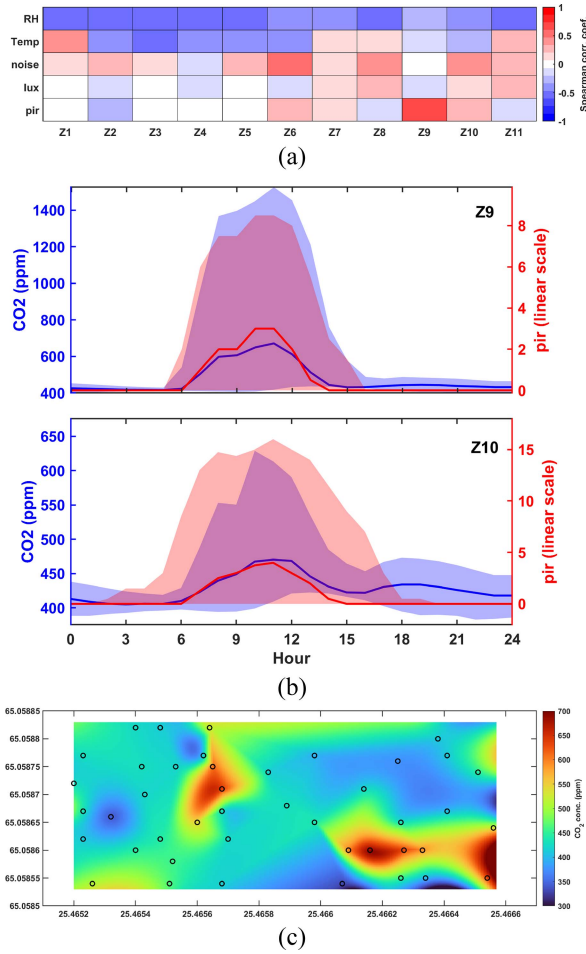 RH
Temp
noise
lux
pir
Z1 Z2 Z3 Z4 Z5 Z6 Z7 Z8 Z9 Z10 Z11
1
0.5
0
-0.5
-1
Spearman corr. coef
(a)
1400
1200
1000
800
600
400
CO2 (ppm)
Z9
8
6
4
2
0
pir (linear scale)
650
600
550
500
450
400
CO2 (ppm)
Z10
15
10
5
0
pir (linear scale)
0 3 6 9 12 15 18 21 24
Hour
(b)
65.05885
65.0588
65.05875
65.0587
65.05865
65.0586
65.05855
65.0585
25.4652 25.4654 25.4656 25.4658 25.466 25.4662 25.4664 25.4666
700
650
600
550
500
450
400
350
300
CO2 conc. (ppm)
(c)